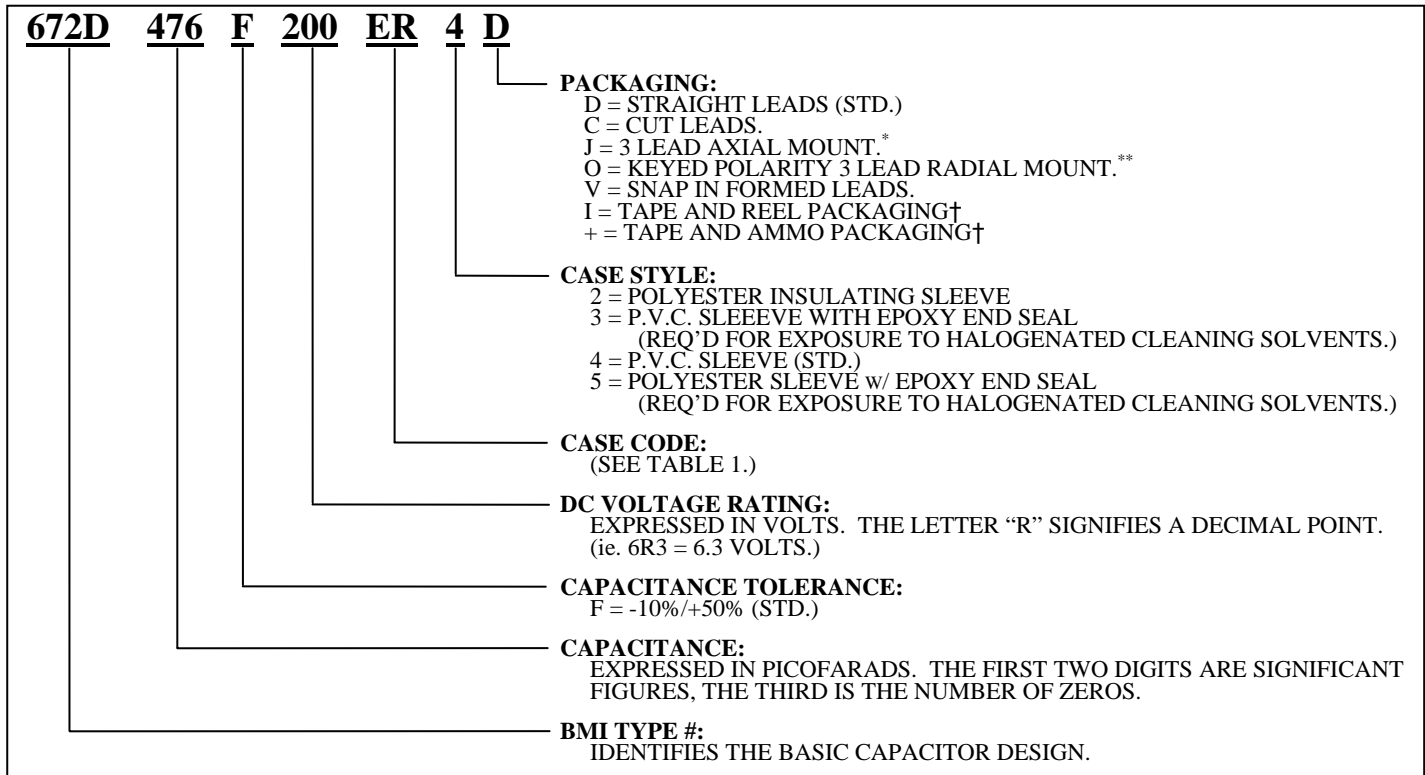 672D 476 F 200 ER 4 D
PACKAGING:
D = STRAIGHT LEADS (STD.)
C = CUT LEADS.
J = 3 LEAD AXIAL MOUNT.*
O = KEYED POLARITY 3 LEAD RADIAL MOUNT.**
V = SNAP IN FORMED LEADS.
I = TAPE AND REEL PACKAGING†
+ = TAPE AND AMMO PACKAGING†
CASE STYLE:
2 = POLYESTER INSULATING SLEEVE
3 = P.V.C. SLEEEVE WITH EPOXY END SEAL
(REQ'D FOR EXPOSURE TO HALOGENATED CLEANING SOLVENTS.)
4 = P.V.C. SLEEVE (STD.)
5 = POLYESTER SLEEVE w/ EPOXY END SEAL
(REQ'D FOR EXPOSURE TO HALOGENATED CLEANING SOLVENTS.)
CASE CODE:
(SEE TABLE 1.)
DC VOLTAGE RATING:
EXPRESSED IN VOLTS. THE LETTER “R” SIGNIFIES A DECIMAL POINT.
(ie. 6R3 = 6.3 VOLTS.)
CAPACITANCE TOLERANCE:
F = -10%/+50% (STD.)
CAPACITANCE:
EXPRESSED IN PICOFARADS. THE FIRST TWO DIGITS ARE SIGNIFICANT
FIGURES, THE THIRD IS THE NUMBER OF ZEROS.
BMI TYPE #:
IDENTIFIES THE BASIC CAPACITOR DESIGN.